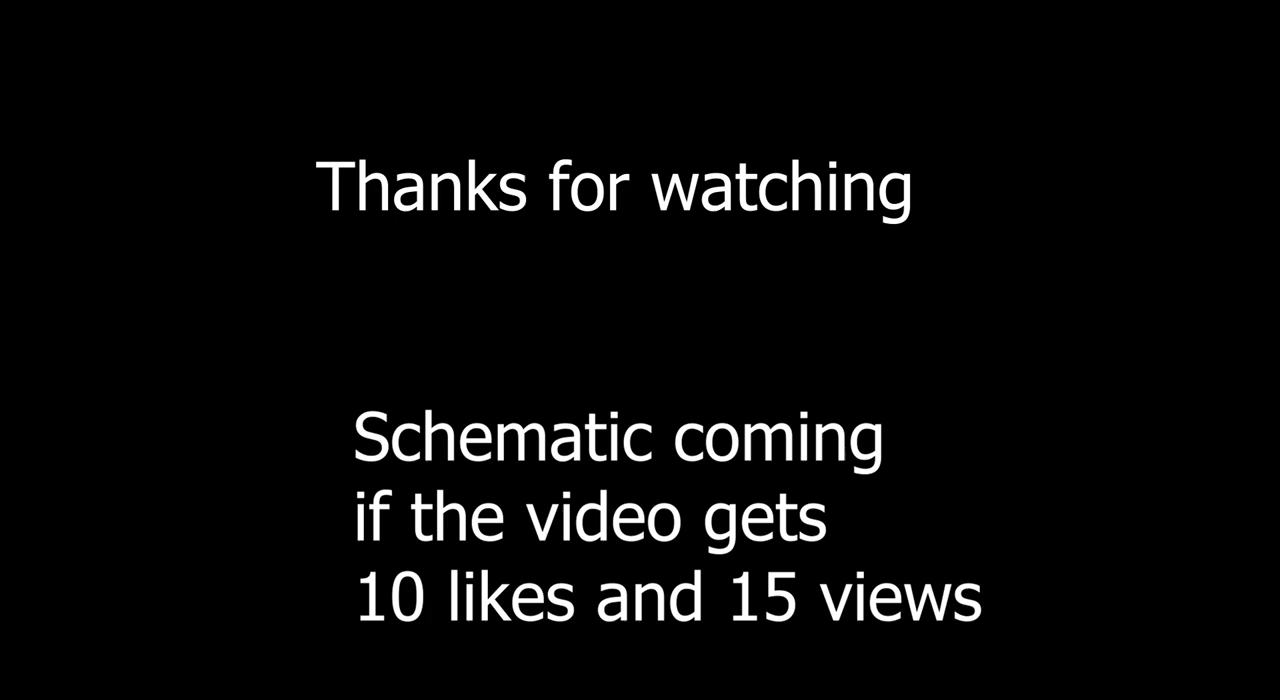 Thanks for watching
Schematic coming
if the video gets
10 likes and 15 views